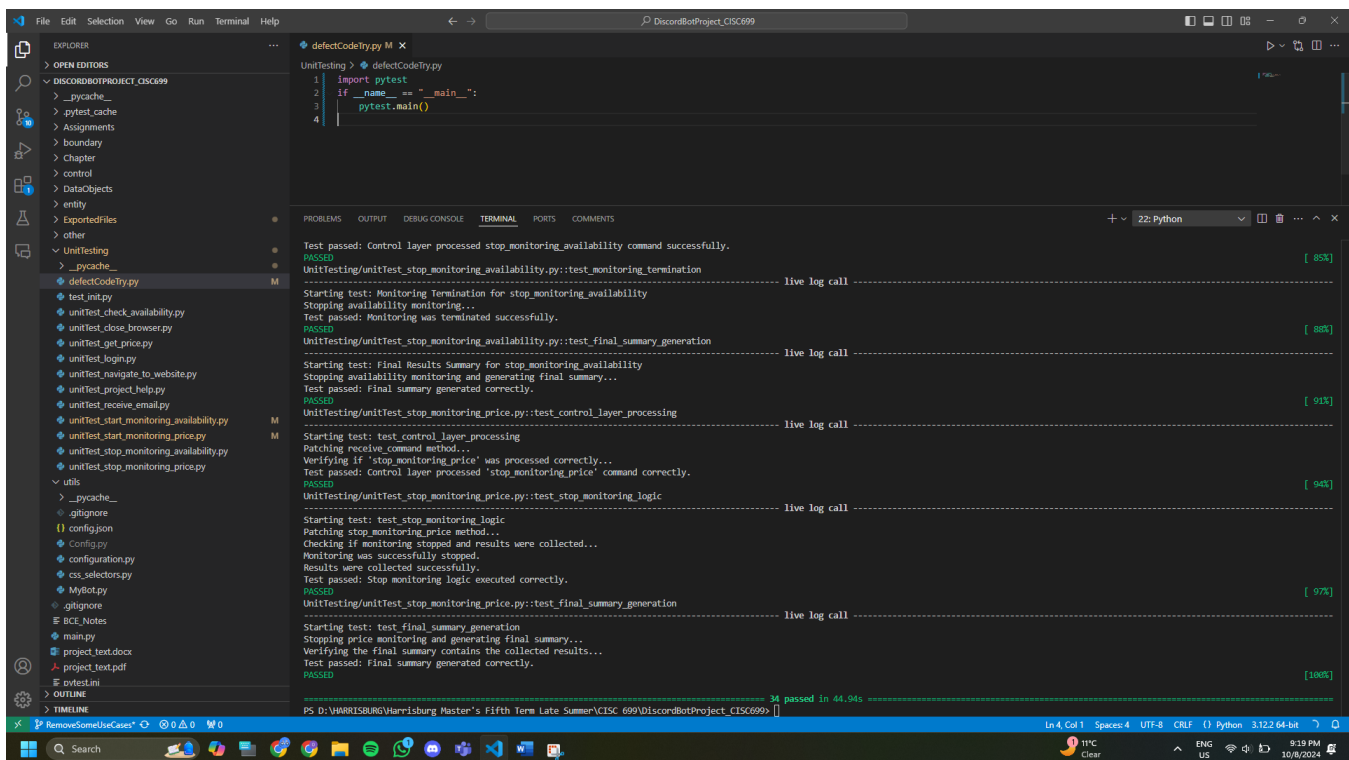 File Edit Selection View Go Run Terminal Help
DiscordBotProject_CISC699
EXPLORER
OPEN EDITORS
DISCORDBOTPROJECT_CISC699
__pycache__
.pytest_cache
Assignments
boundary
Chapter
control
DataObjects
entity
ExportedFiles
other
UnitTesting
__pycache__
defectCodeTry.py M
test_init.py
unitTest_check_availability.py
unitTest_close_browser.py
unitTest_get_price.py
unitTest_login.py
unitTest_navigate_to_website.py
unitTest_project_help.py
unitTest_receive_email.py
unitTest_start_monitoring_availability.py M
unitTest_start_monitoring_price.py M
unitTest_stop_monitoring_availability.py
unitTest_stop_monitoring_price.py
utils
__pycache__
.gitignore
config.json
Config.py
configuration.py
css_selectors.py
MyBot.py
.gitignore
BCE_Notes
main.py
project_text.docx
project_text.pdf
pytest.ini
OUTLINE
TIMELINE
10
1
defectCodeTry.py M
UnitTesting > defectCodeTry.py
1 import pytest
2 if __name__ == "__main__":
3 pytest.main()
4
PROBLEMS OUTPUT DEBUG CONSOLE TERMINAL PORTS COMMENTS
22: Python
Test passed: Control layer processed stop_monitoring_availability command successfully.
PASSED [ 85%]
UnitTesting/unitTest_stop_monitoring_availability.py::test_monitoring_termination
live log call
Starting test: Monitoring Termination for stop_monitoring_availability
Stopping availability monitoring...
Test passed: Monitoring was terminated successfully.
PASSED [ 88%]
UnitTesting/unitTest_stop_monitoring_availability.py::test_final_summary_generation
live log call
Starting test: Final Results Summary for stop_monitoring_availability
Stopping availability monitoring and generating final summary...
Test passed: Final summary generated correctly.
PASSED [ 91%]
UnitTesting/unitTest_stop_monitoring_price.py::test_control_layer_processing
live log call
Starting test: test_control_layer_processing
Patching receive_command method...
Verifying if 'stop_monitoring_price' was processed correctly...
Test passed: Control layer processed 'stop_monitoring_price' command correctly.
PASSED [ 94%]
UnitTesting/unitTest_stop_monitoring_price.py::test_stop_monitoring_logic
live log call
Starting test: test_stop_monitoring_logic
Patching stop_monitoring_price method...
Checking if monitoring stopped and results were collected...
Monitoring was successfully stopped.
Results were collected successfully.
Test passed: Stop monitoring logic executed correctly.
PASSED [ 97%]
UnitTesting/unitTest_stop_monitoring_price.py::test_final_summary_generation
live log call
Starting test: test_final_summary_generation
Stopping price monitoring and generating final summary...
Verifying the final summary contains the collected results...
Test passed: Final summary generated correctly.
PASSED [100%]
34 passed in 44.94s
PS D:\HARRISBURG\Harrisburg Master's Fifth Term Late Summer\CISC 699\DiscordBotProject_CISC699>
RemoveSomeUseCases* 0 0 0 Ln 4, Col 1 Spaces: 4 UTF-8 CRLF {} Python 3.12.2 64-bit
Search
11°C
Clear
ENG
US
9:19 PM
10/8/2024